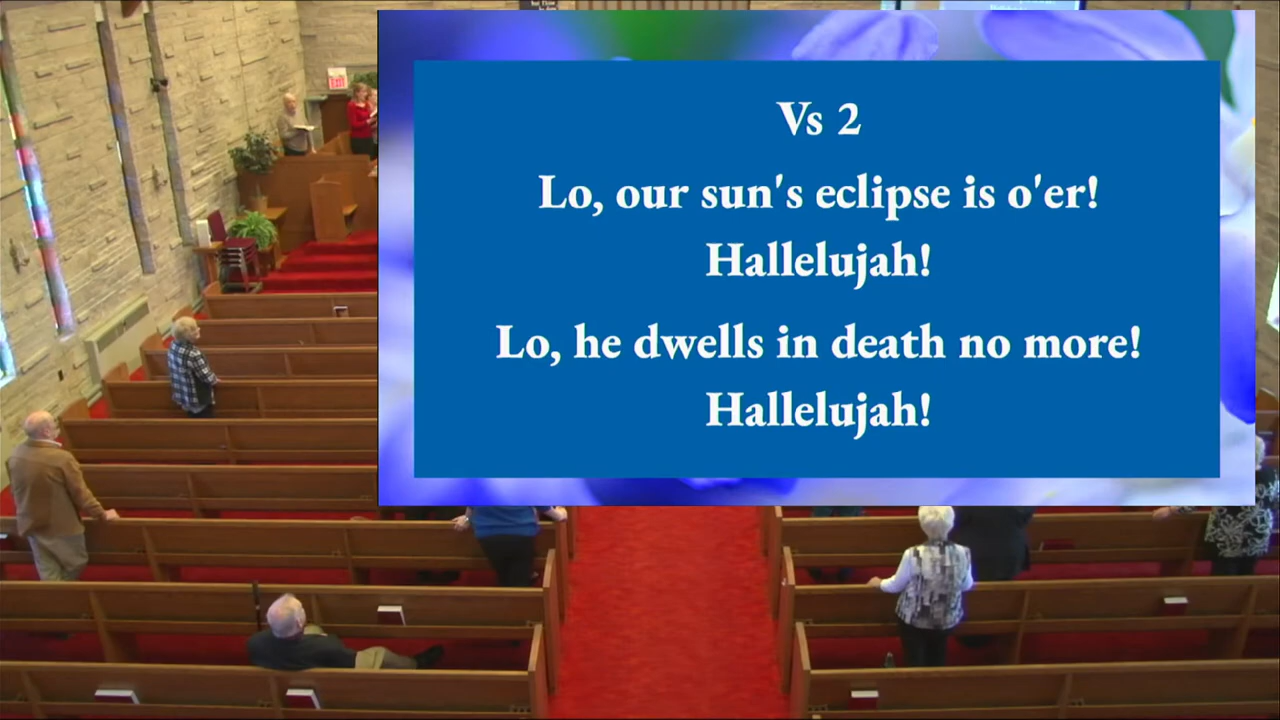 Vs 2
Lo, our sun's eclipse is o'er!
Hallelujah!
Lo, he dwells in death no more!
Hallelujah!